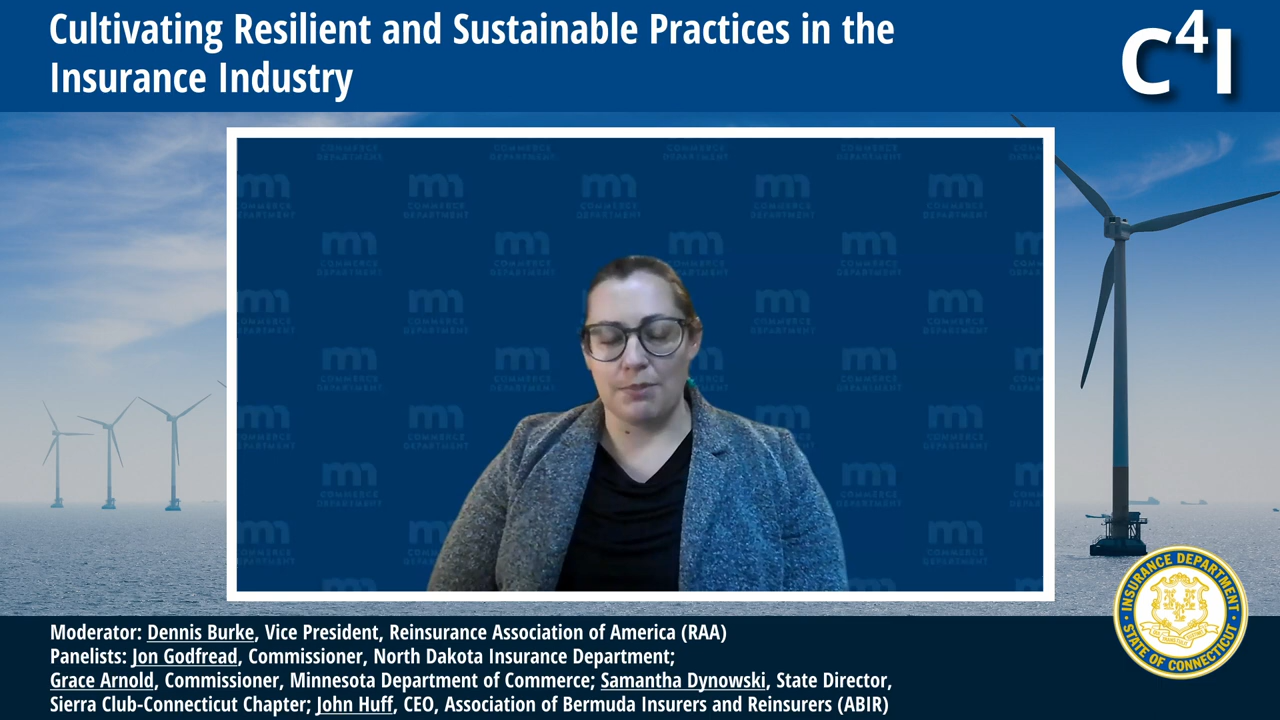 Cultivating Resilient and Sustainable Practices in the
Insurance Industry
C4I
mn
COMMERCE
DEPARTMENT
INSURANCE DEPARTMENT
STATE OF CONNECTICUT
Moderator: Dennis Burke, Vice President, Reinsurance Association of America (RAA)
Panelists: Jon Godfread, Commissioner, North Dakota Insurance Department;
Grace Arnold, Commissioner, Minnesota Department of Commerce; Samantha Dynowski, State Director,
Sierra Club-Connecticut Chapter; John Huff, CEO, Association of Bermuda Insurers and Reinsurers (ABIR)